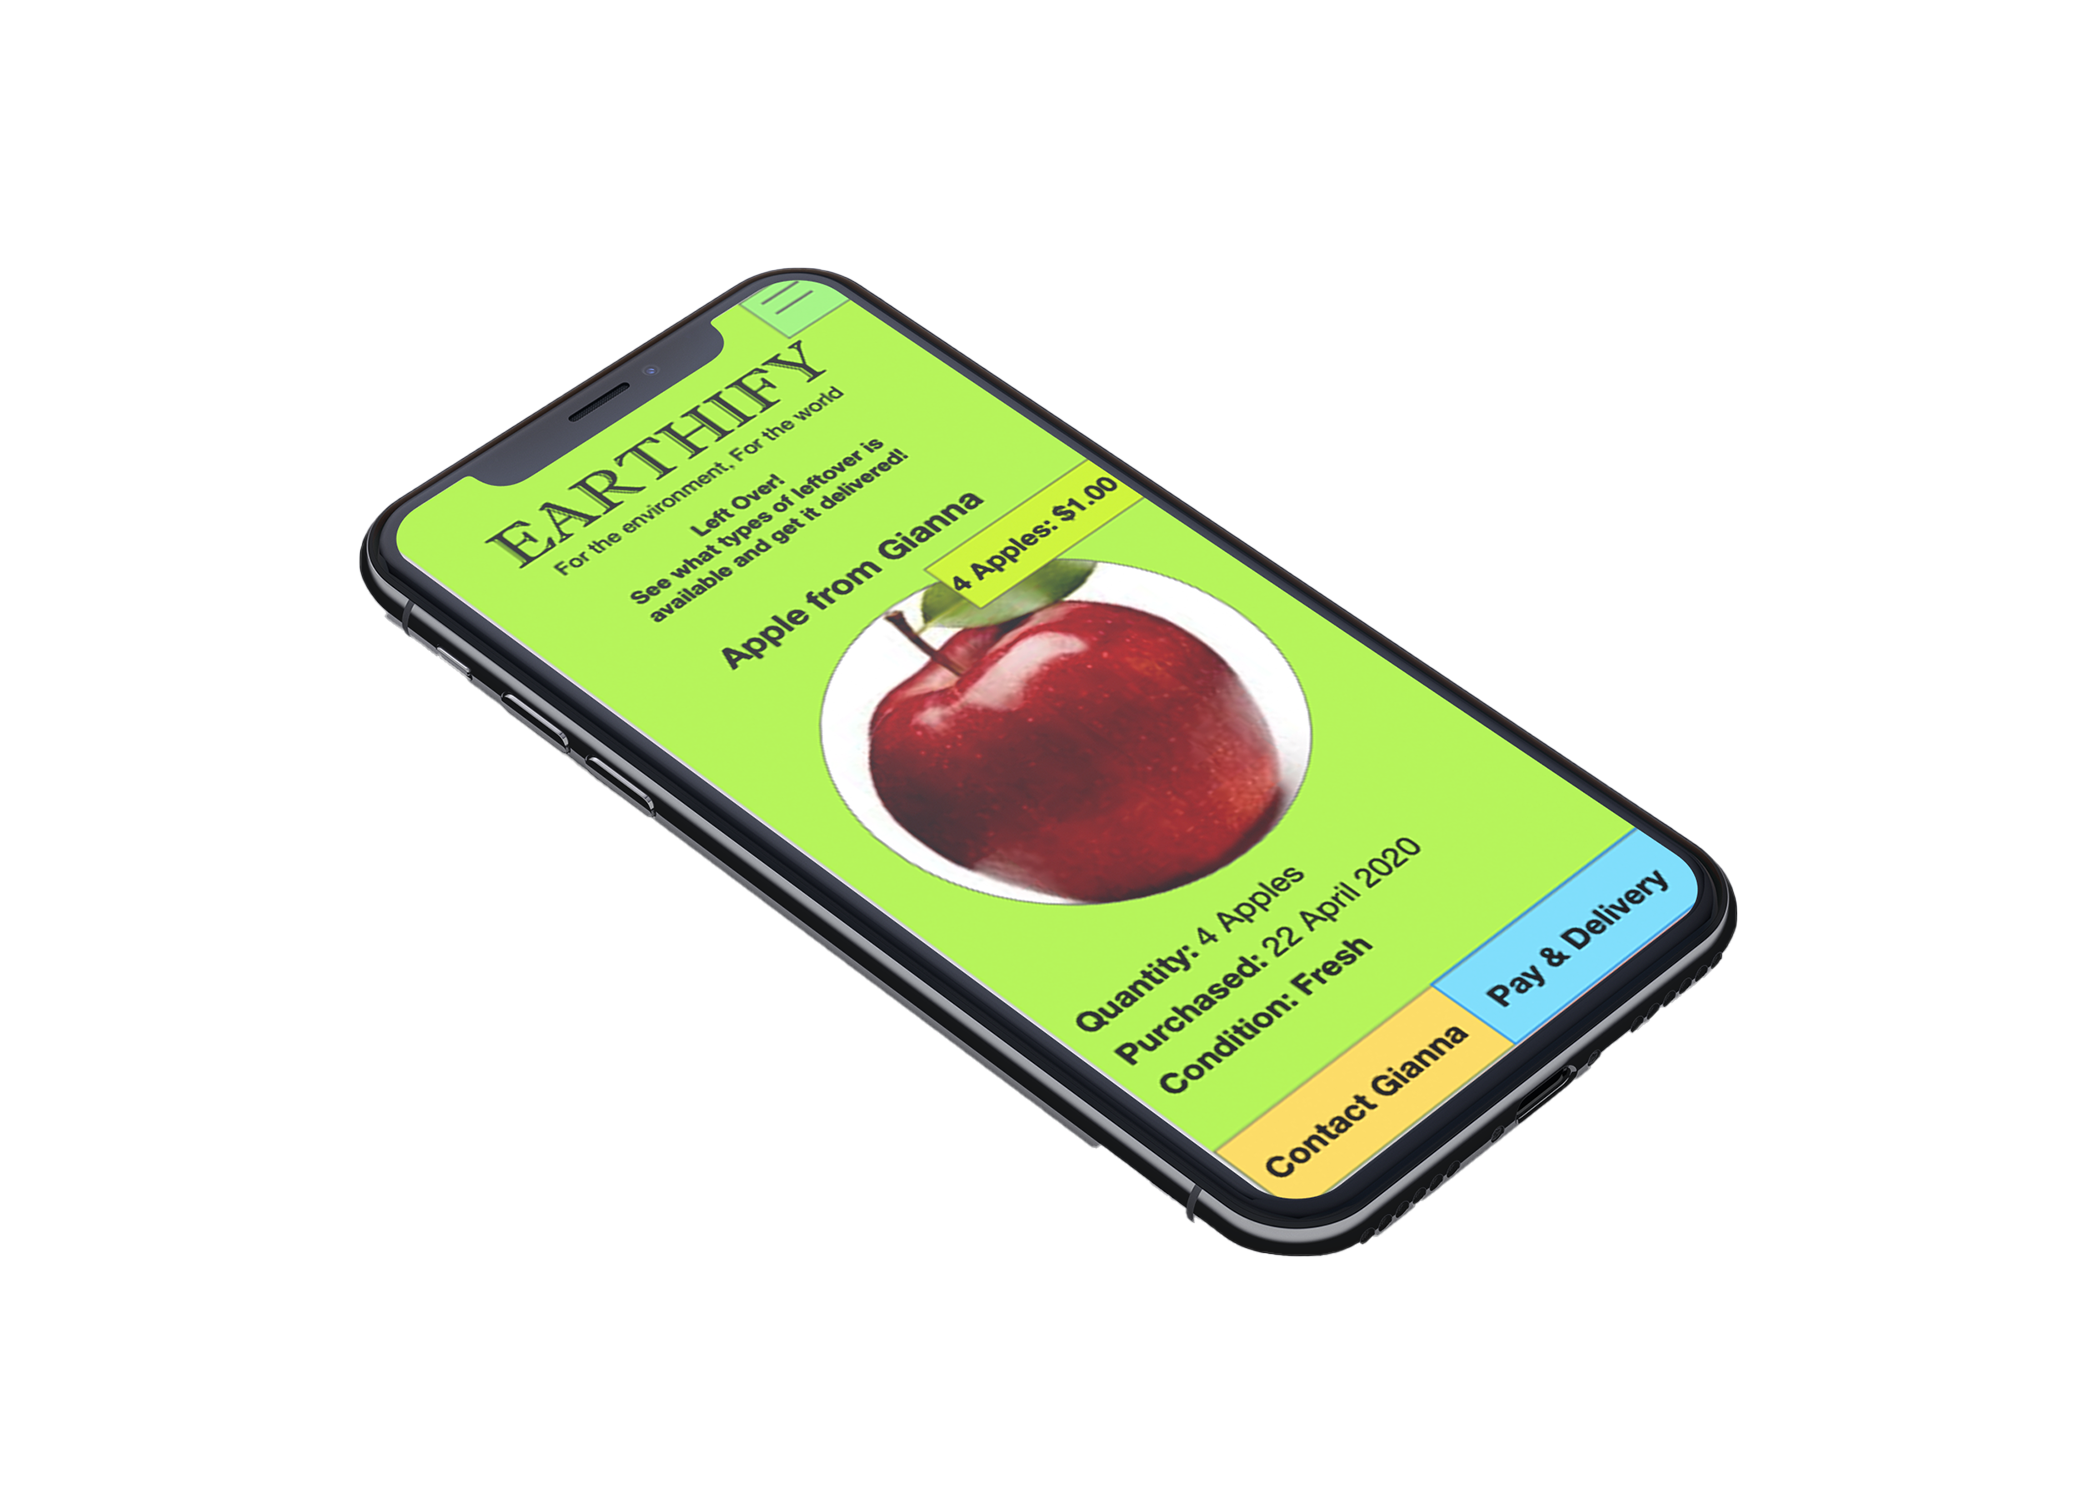 EARTHIFY
For the environment, For the world
Left Over!
See what types of leftover is
available and get it delivered!
Apple from Gianna
4 Apples: $1.00
Quantity: 4 Apples
Purchased: 22 April 2020
Condition: Fresh
Contact Gianna
Pay & Delivery